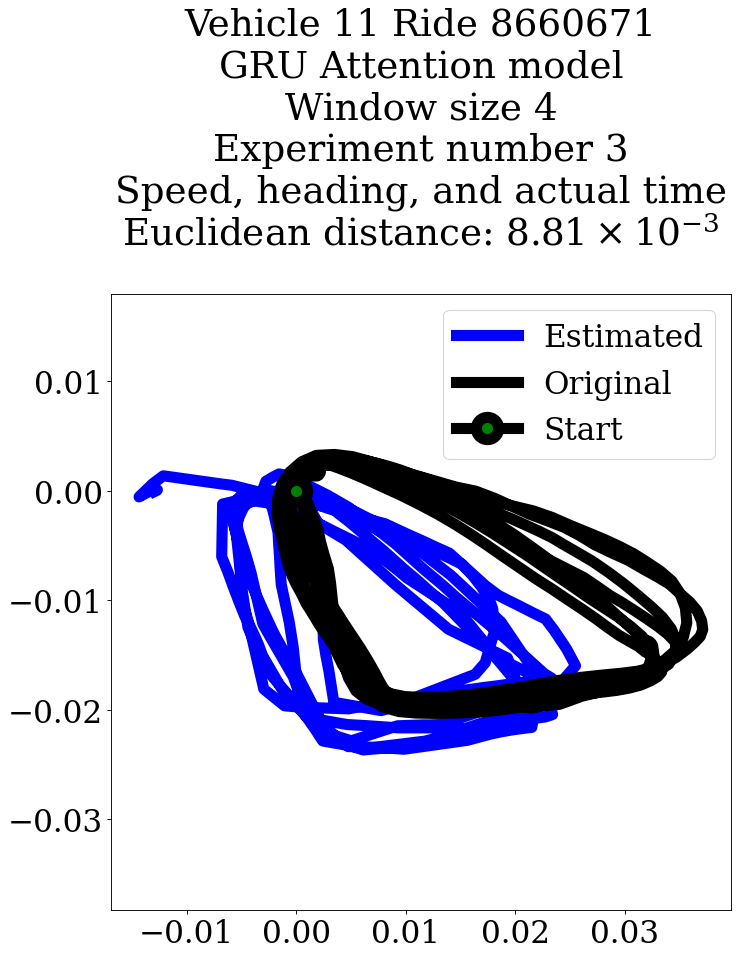 Vehicle 11 Ride 8660671
GRU Attention model
Window size 4
Experiment number 3
Speed, heading, and actual time
Euclidean distance: 8.81 × 10⁻³
Estimated
Original
Start
0.01
0.00
−0.01
−0.02
−0.03
−0.01 0.00 0.01 0.02 0.03